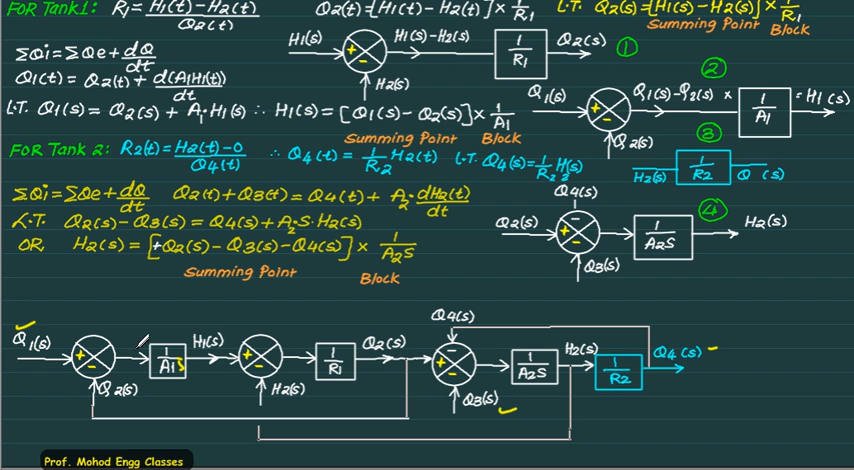 FOR TANK1: R1 = H1(t) - H2(t) / Q2(t)
Q2(t) = [H1(t) - H2(t)] × 1/R1
L.T. Q2(s) = [H1(s) - H2(s)] × 1/R1
Summing Point Block
H1(s) + - H1(s)-H2(s) 1/R1 Q2(s) ①
H2(s)
ΣQi = ΣQe + dQ/dt
Q1(t) = Q2(t) + d(A1H1(t))/dt
L.T. Q1(s) = Q2(s) + A1·H1(s) ∴ H1(s) = [Q1(s) - Q2(s)] × 1/A1
Summing Point Block
②
Q1(s) + - Q1(s)-Q2(s) × 1/A1 = H1(s)
Q2(s)
FOR TANK 2: R2(t) = H2(t) - 0 / Q4(t) ∴ Q4(t) = 1/R2 H2(t) L.T. Q4(s) = 1/R2 H2(s)
③
H2(s) 1/R2 Q (s)
ΣQi = ΣQe + dQ/dt Q2(t) + Q3(t) = Q4(t) + A2·dH2(t)/dt
L.T. Q2(s) - Q3(s) = Q4(s) + A2·S·H2(s)
OR H2(s) = [+Q2(s) - Q3(s) - Q4(s)] × 1/A2S
Summing Point Block
Q4(s)
④
Q2(s) + - - 1/A2S H2(s)
Q3(s)
Q4(s)
Q1(s) + - 1/A1S H1(s) + - 1/R1 Q2(s) + - - 1/A2S H2(s) 1/R2 Q4(s)
Q2(s) H2(s) Q3(s)
Prof. Mohod Engg Classes